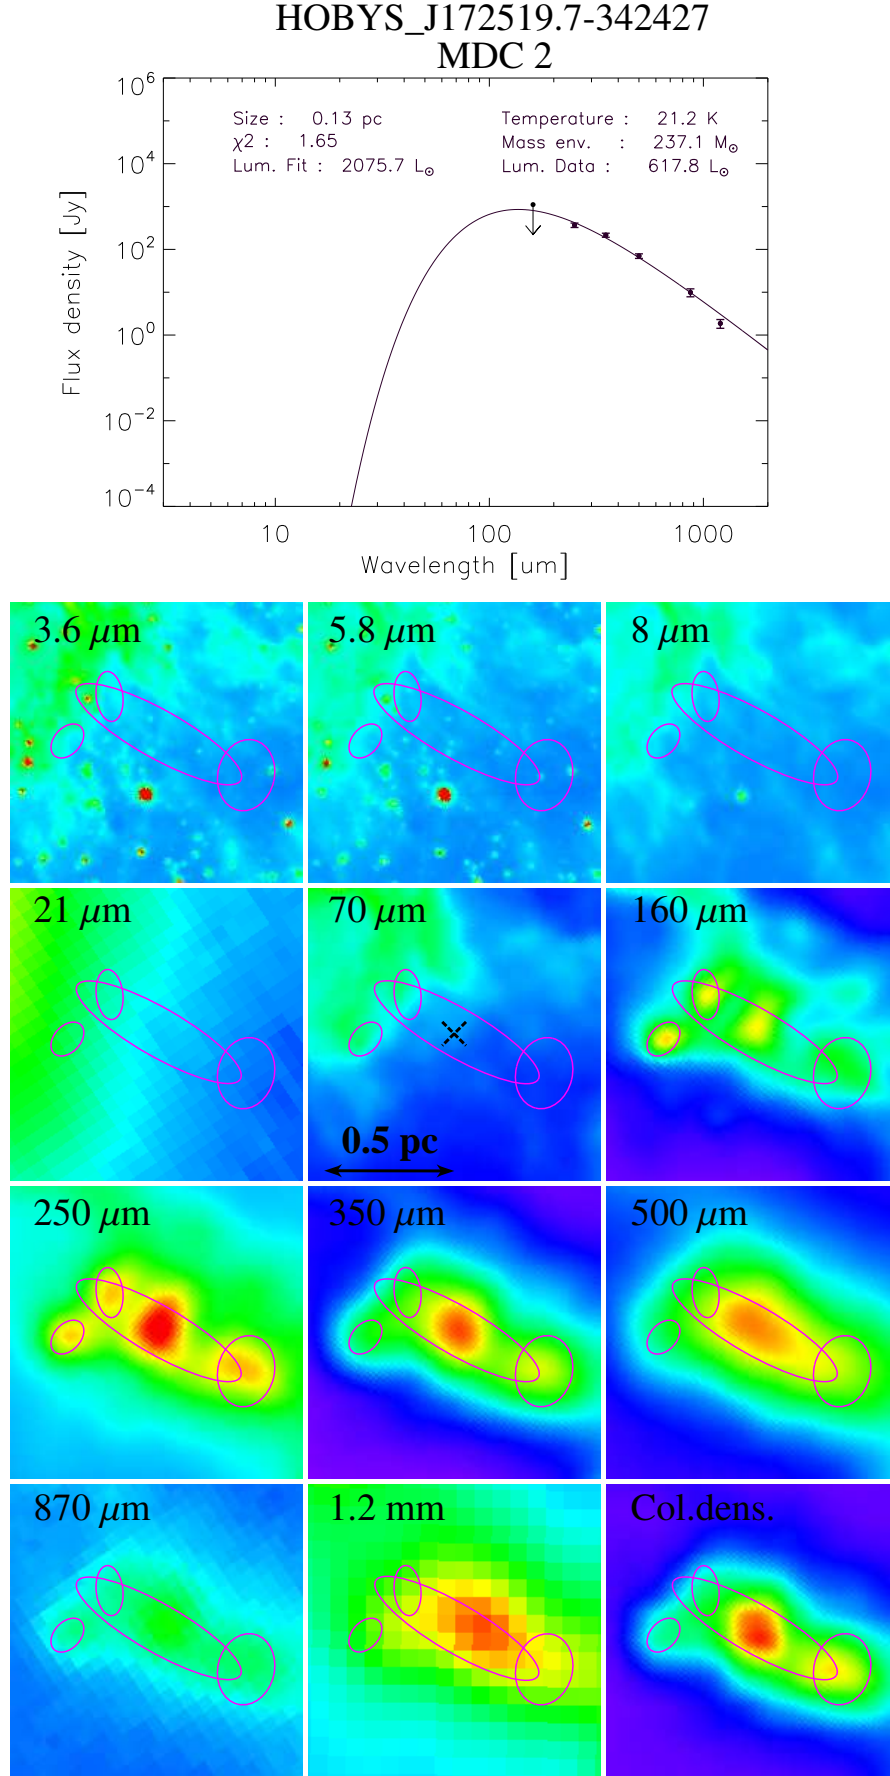 HOBYS_J172519.7-342427
MDC 2
Size : 0.13 pc Temperature : 21.2 K
χ2 : 1.65 Mass env. : 237.1 M⊙
Lum. Fit : 2075.7 L⊙ Lum. Data : 617.8 L⊙
10^6
10^4
10^2
10^0
10^-2
10^-4
Flux density [Jy]
10 100 1000
Wavelength [um]
3.6 μm 5.8 μm 8 μm
21 μm 70 μm 160 μm
0.5 pc
250 μm 350 μm 500 μm
870 μm 1.2 mm Col.dens.